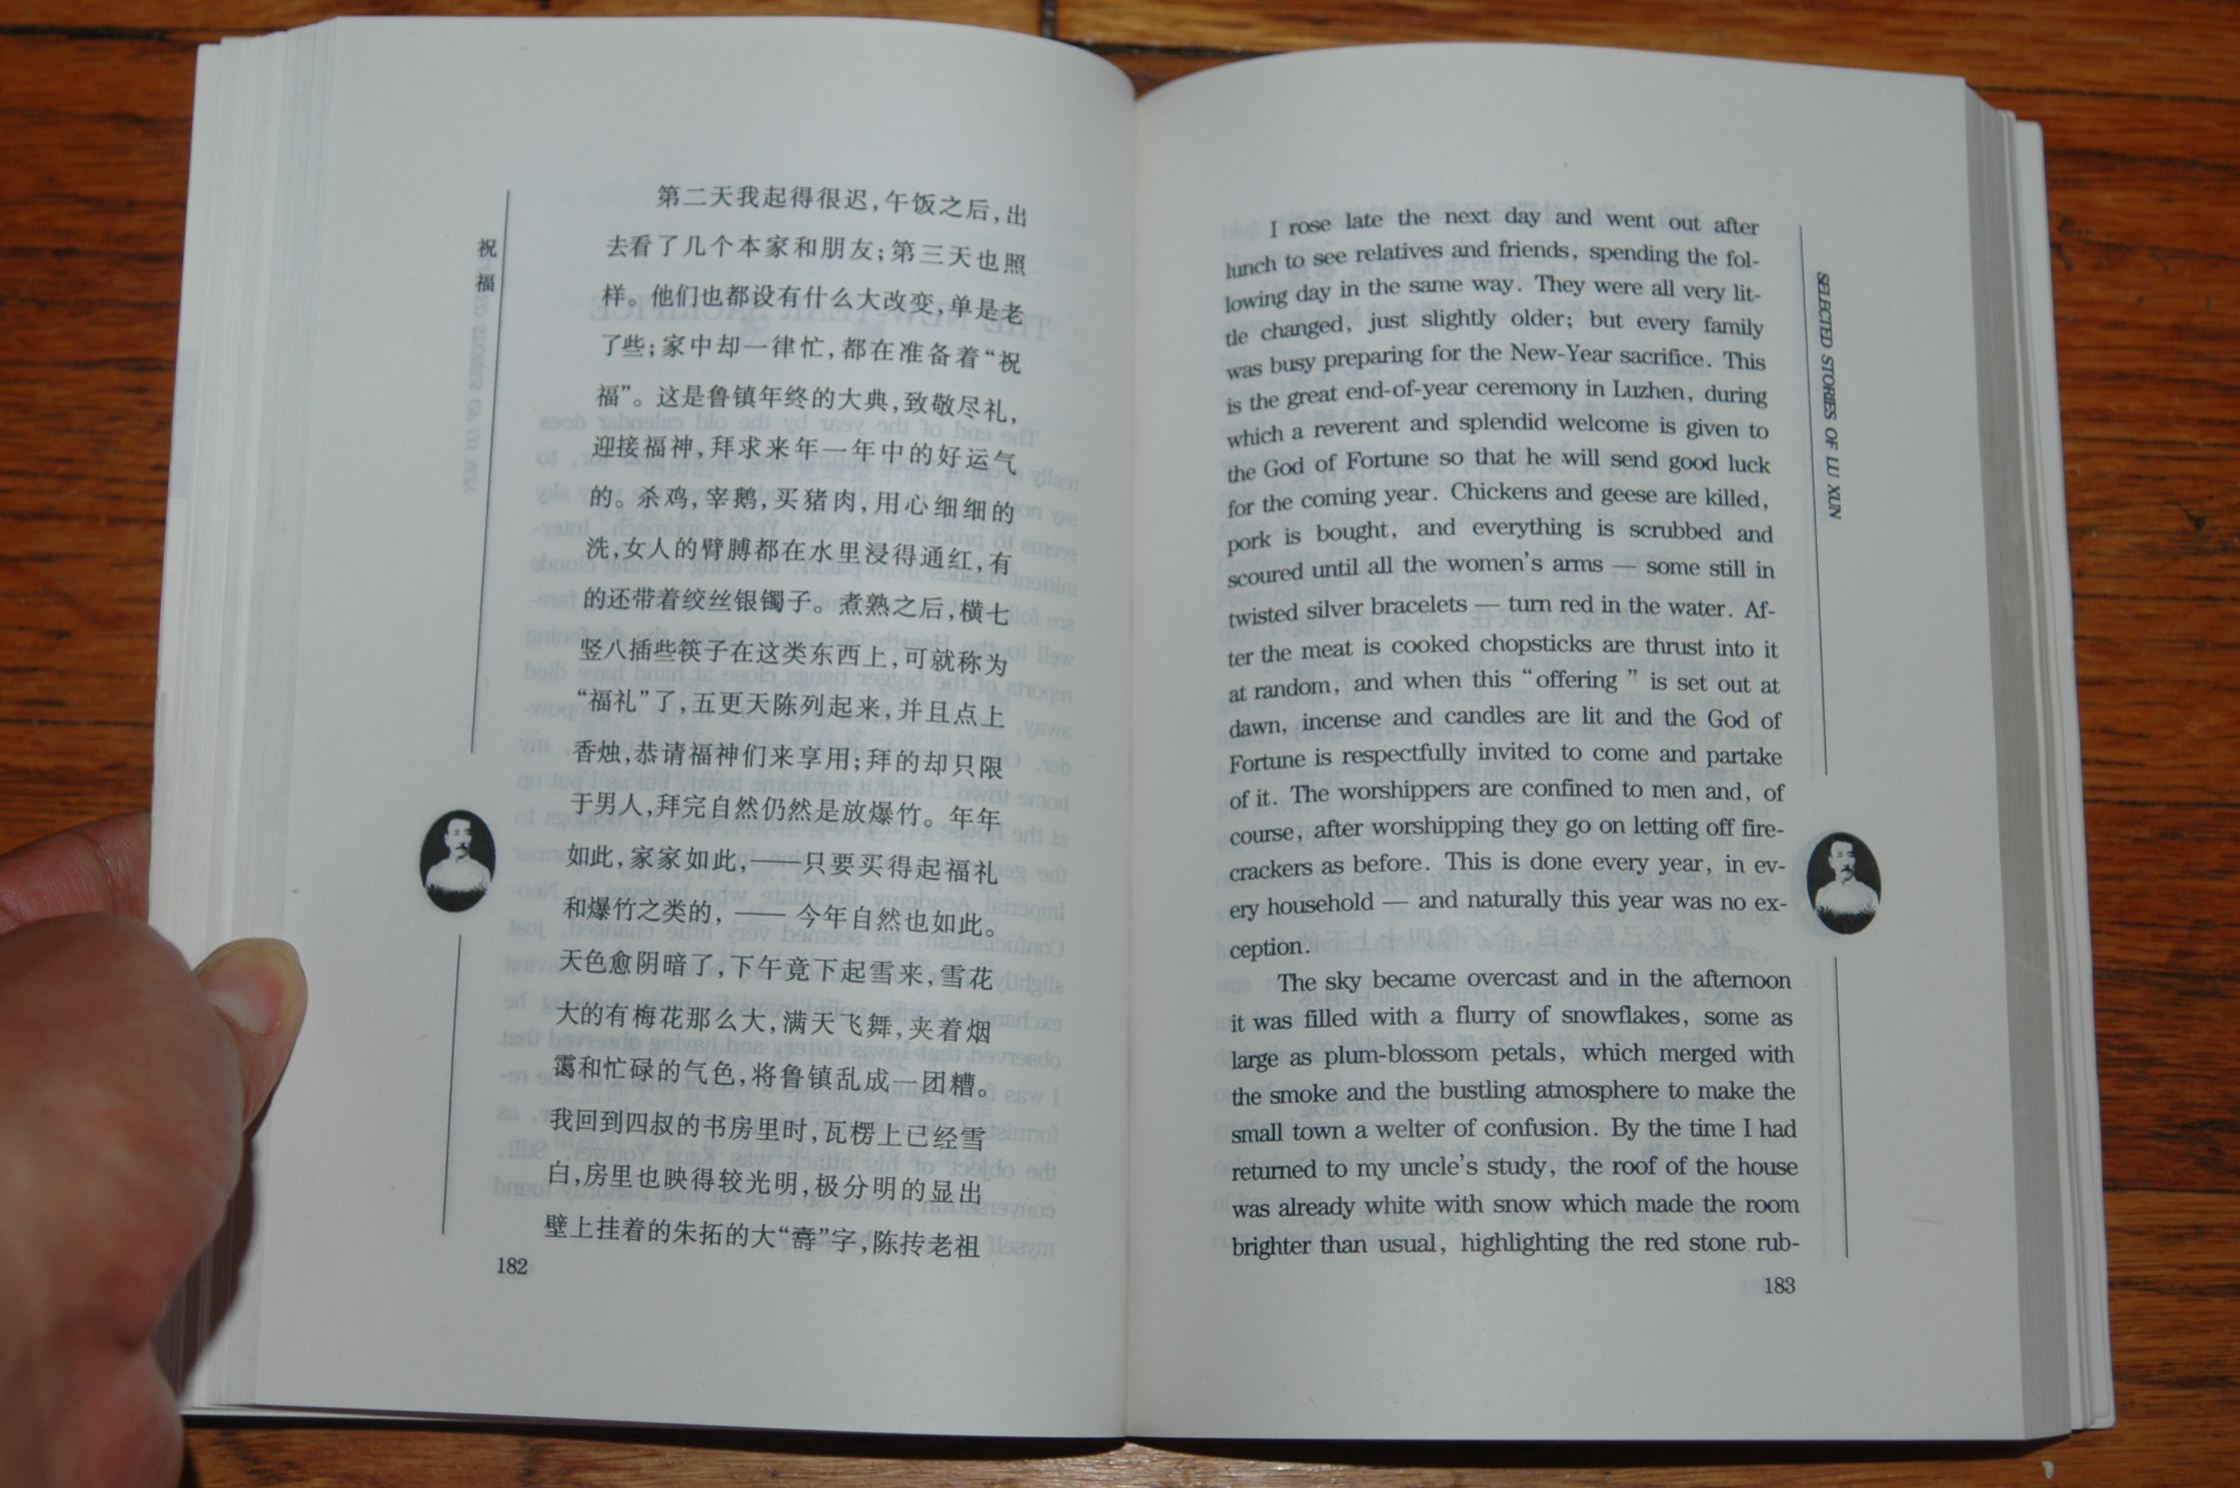 祝
福
第二天我起得很迟,午饭之后,出
去看了几个本家和朋友;第三天也照
样。他们也都设有什么大改变,单是老
了些;家中却一律忙,都在准备着“祝
福”。这是鲁镇年终的大典,致敬尽礼,
迎接福神,拜求来年一年中的好运气
的。杀鸡,宰鹅,买猪肉,用心细细的
洗,女人的臂膊都在水里浸得通红,有
的还带着绞丝银镯子。煮熟之后,横七
竖八插些筷子在这类东西上,可就称为
“福礼”了,五更天陈列起来,并且点上
香烛,恭请福神们来享用;拜的却只限
于男人,拜完自然仍然是放爆竹。年年
如此,家家如此,——只要买得起福礼
和爆竹之类的,——今年自然也如此。
天色愈阴暗了,下午竟下起雪来,雪花
大的有梅花那么大,满天飞舞,夹着烟
霭和忙碌的气色,将鲁镇乱成一团糟。
我回到四叔的书房里时,瓦楞上已经雪
白,房里也映得较光明,极分明的显出
壁上挂着的朱拓的大“壽”字,陈抟老祖
182
SELECTED STORIES OF LU XUN
I rose late the next day and went out after
lunch to see relatives and friends, spending the fol-
lowing day in the same way. They were all very lit-
tle changed, just slightly older; but every family
was busy preparing for the New-Year sacrifice. This
is the great end-of-year ceremony in Luzhen, during
which a reverent and splendid welcome is given to
the God of Fortune so that he will send good luck
for the coming year. Chickens and geese are killed,
pork is bought, and everything is scrubbed and
scoured until all the women's arms — some still in
twisted silver bracelets — turn red in the water. Af-
ter the meat is cooked chopsticks are thrust into it
at random, and when this “offering” is set out at
dawn, incense and candles are lit and the God of
Fortune is respectfully invited to come and partake
of it. The worshippers are confined to men and, of
course, after worshipping they go on letting off fire-
crackers as before. This is done every year, in ev-
ery household — and naturally this year was no ex-
ception.
The sky became overcast and in the afternoon
it was filled with a flurry of snowflakes, some as
large as plum-blossom petals, which merged with
the smoke and the bustling atmosphere to make the
small town a welter of confusion. By the time I had
returned to my uncle's study, the roof of the house
was already white with snow which made the room
brighter than usual, highlighting the red stone rub-
183